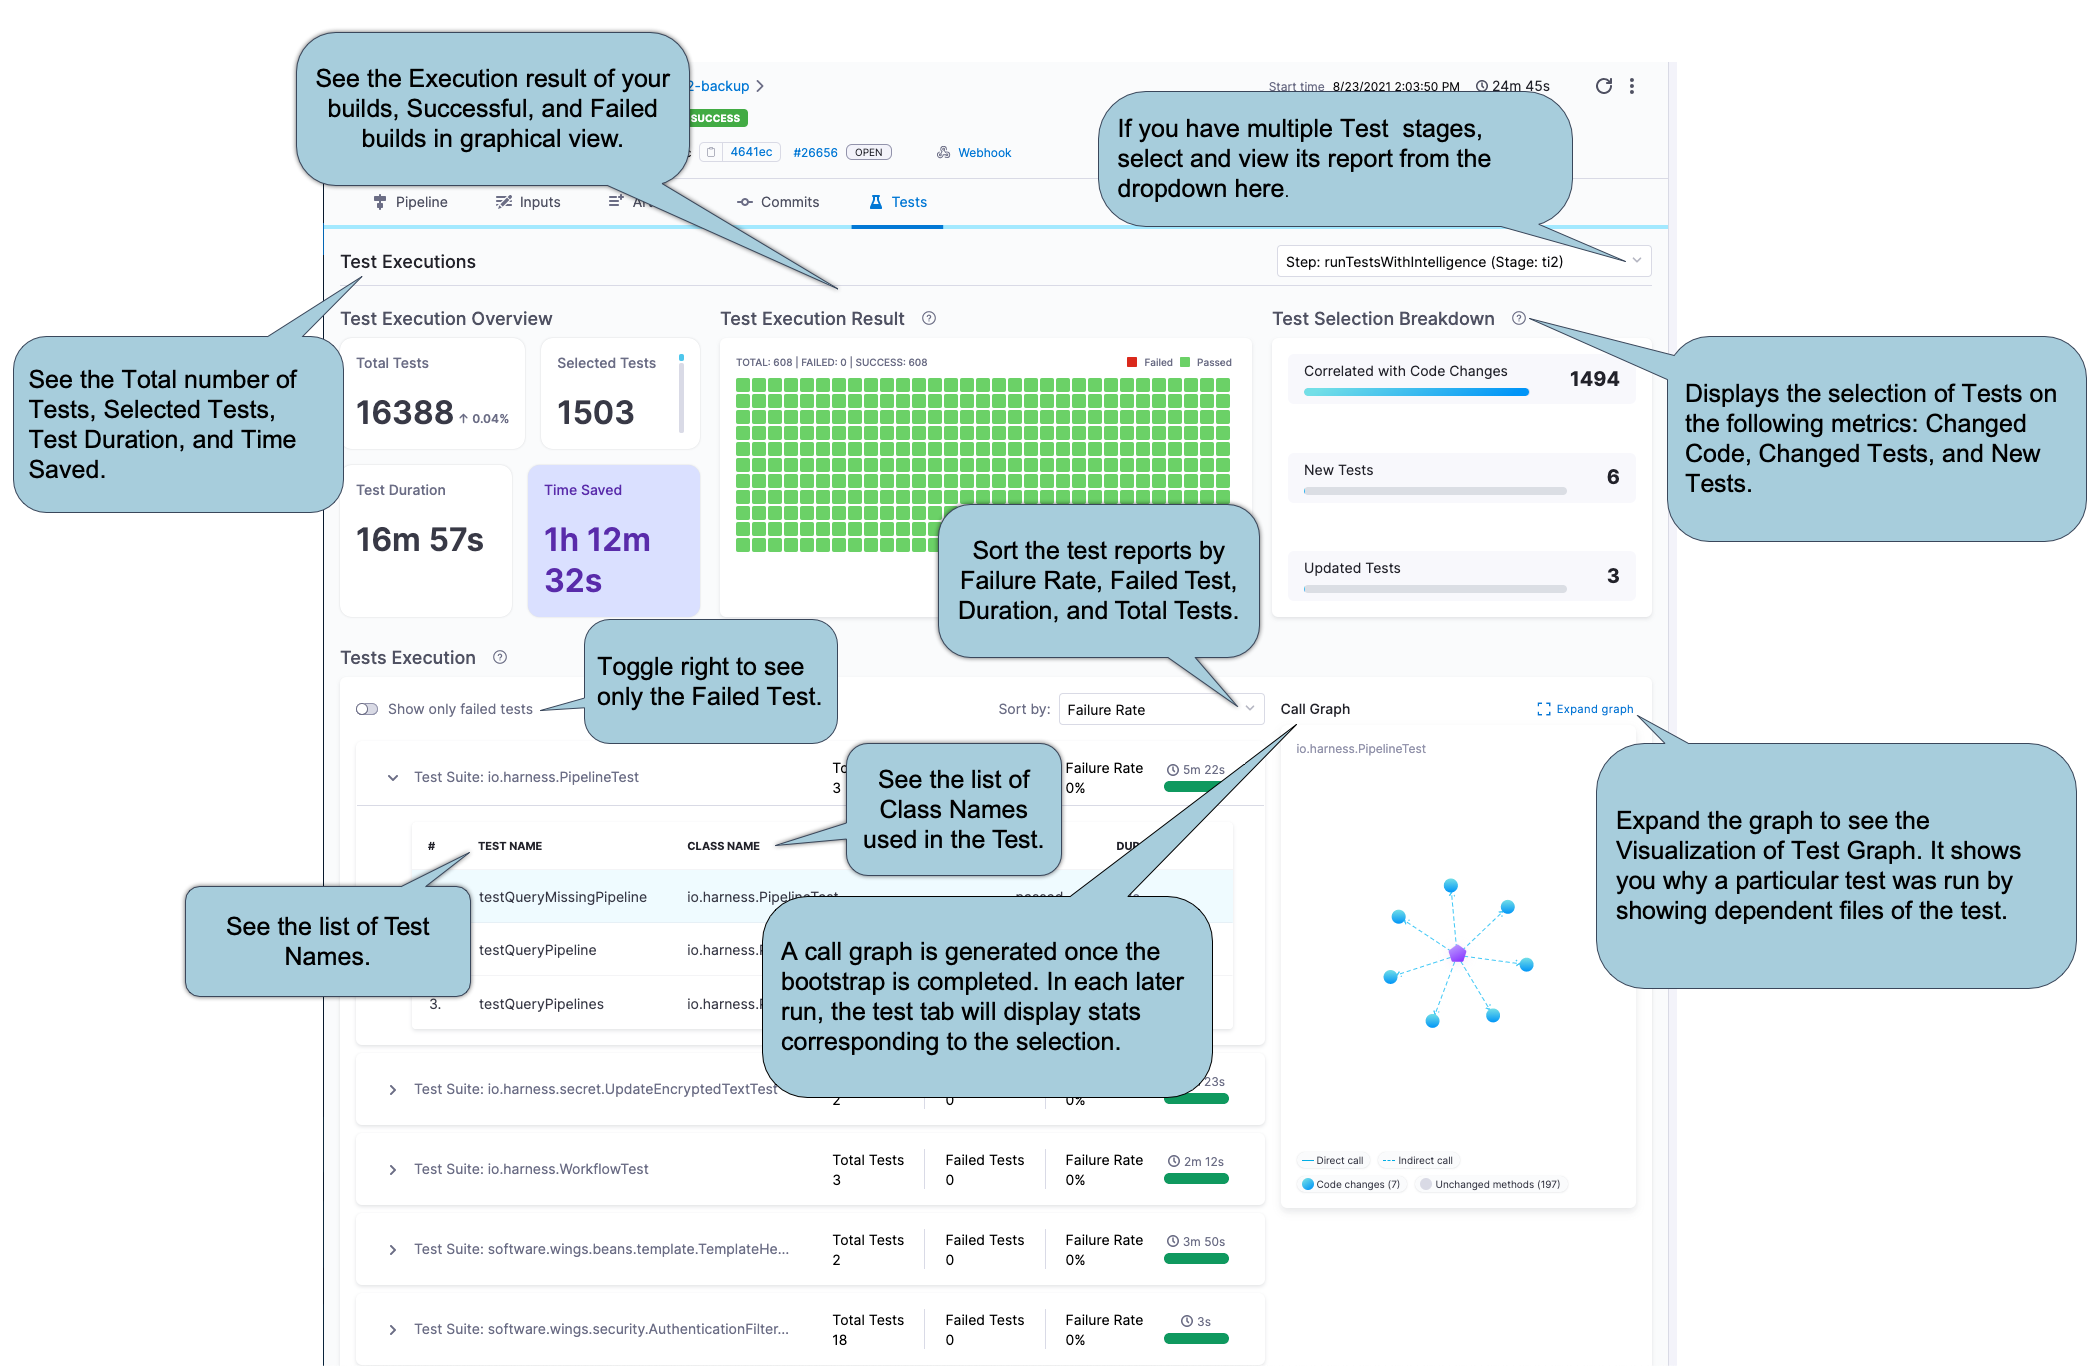 See the Execution result of your
builds, Successful, and Failed
builds in graphical view.
2-backup
Start time 8/23/2021 2:03:50 PM 24m 45s
SUCCESS
4641ec #26656 OPEN Webhook
If you have multiple Test stages,
select and view its report from the
dropdown here.
Pipeline Inputs Commits Tests
Test Executions
Step: runTestsWithIntelligence (Stage: ti2)
Test Execution Overview
Test Execution Result
Test Selection Breakdown
See the Total number of
Tests, Selected Tests,
Test Duration, and Time
Saved.
Total Tests
16388 ↑ 0.04%
Selected Tests
1503
Test Duration
16m 57s
Time Saved
1h 12m
32s
TOTAL: 608 | FAILED: 0 | SUCCESS: 608
Failed Passed
Correlated with Code Changes 1494
New Tests 6
Updated Tests 3
Displays the selection of Tests on
the following metrics: Changed
Code, Changed Tests, and New
Tests.
Sort the test reports by
Failure Rate, Failed Test,
Duration, and Total Tests.
Tests Execution
Toggle right to see
only the Failed Test.
Show only failed tests
Sort by: Failure Rate
Call Graph
Expand graph
io.harness.PipelineTest
Test Suite: io.harness.PipelineTest
3
Failure Rate
0%
5m 22s
See the list of
Class Names
used in the Test.
Expand the graph to see the
Visualization of Test Graph. It shows
you why a particular test was run by
showing dependent files of the test.
# TEST NAME CLASS NAME
testQueryMissingPipeline io.harness.PipelineTest
See the list of Test
Names.
testQueryPipeline
3. testQueryPipelines
A call graph is generated once the
bootstrap is completed. In each later
run, the test tab will display stats
corresponding to the selection.
Test Suite: io.harness.secret.UpdateEncryptedTextTest
23s
2 0 0%
Test Suite: io.harness.WorkflowTest
Total Tests Failed Tests Failure Rate 2m 12s
3 0 0%
Direct call Indirect call
Code changes (7) Unchanged methods (197)
Test Suite: software.wings.beans.template.TemplateHe...
Total Tests Failed Tests Failure Rate 3m 50s
2 0 0%
Test Suite: software.wings.security.AuthenticationFilter...
Total Tests Failed Tests Failure Rate 3s
18 0 0%